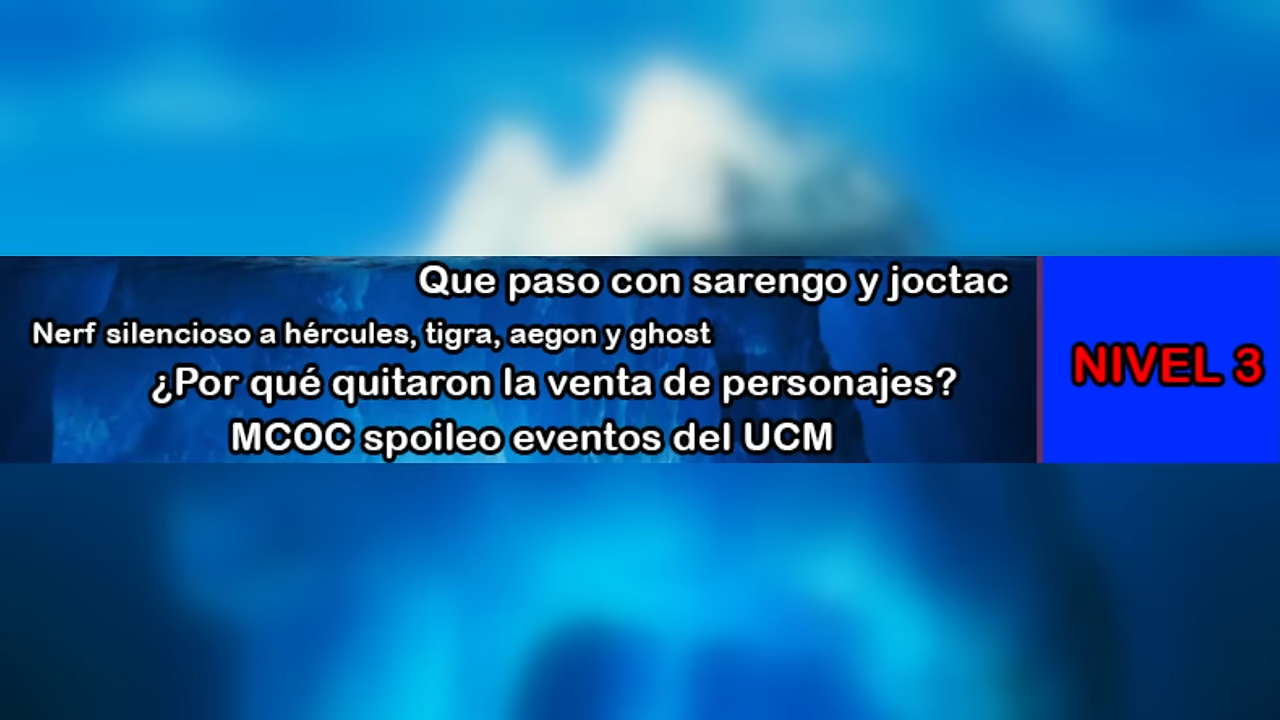 Que paso con sarengo y joctac
Nerf silencioso a hércules, tigra, aegon y ghost
¿Por qué quitaron la venta de personajes?
MCOC spoileo eventos del UCM
NIVEL 3